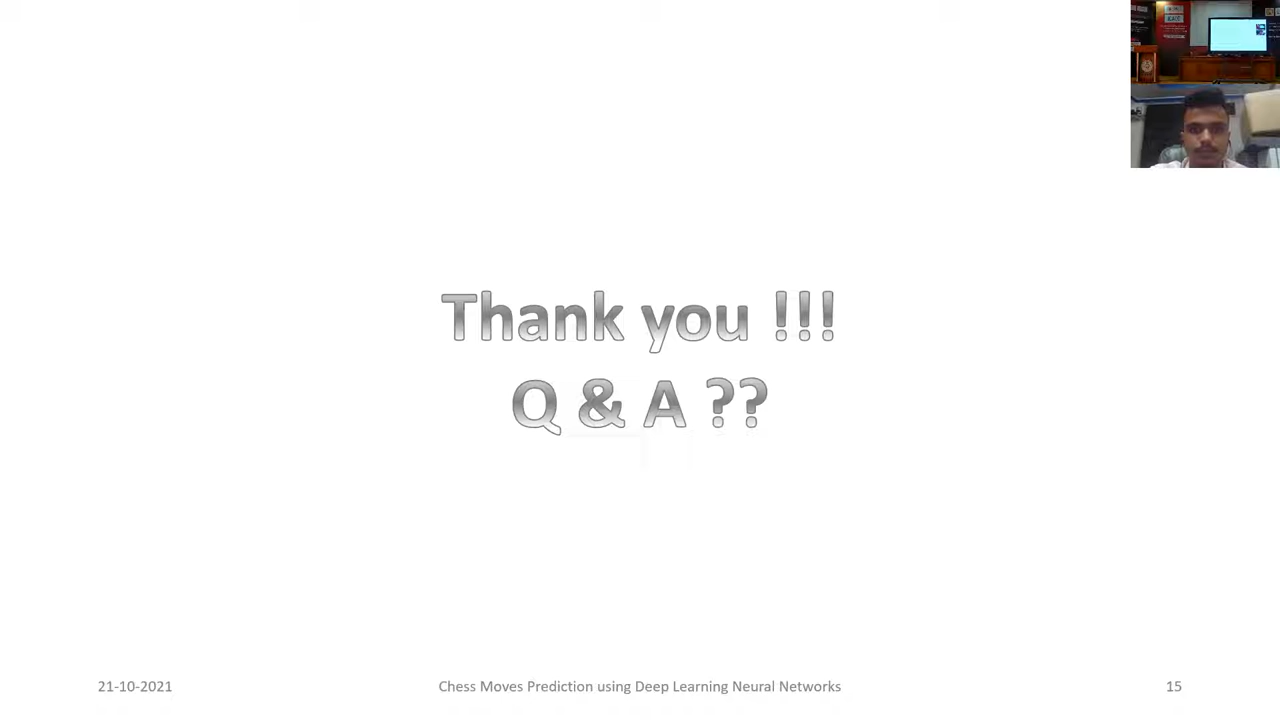 Thank you !!!
Q & A ??
21-10-2021
Chess Moves Prediction using Deep Learning Neural Networks
15